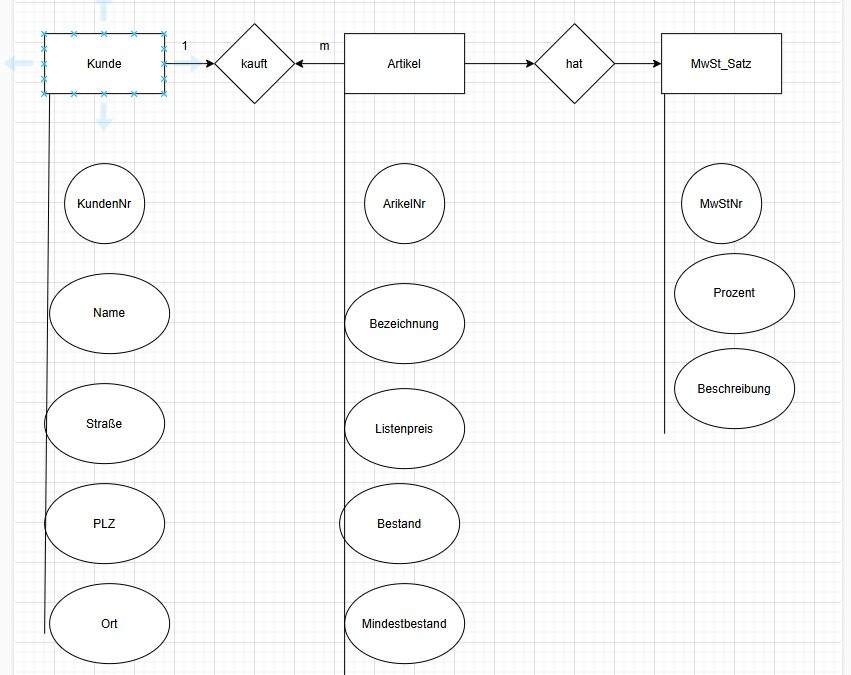 1
m
Kunde
kauft
Artikel
hat
MwSt_Satz
KundenNr
ArikelNr
MwStNr
Name
Bezeichnung
Prozent
Straße
Listenpreis
Beschreibung
PLZ
Bestand
Ort
Mindestbestand